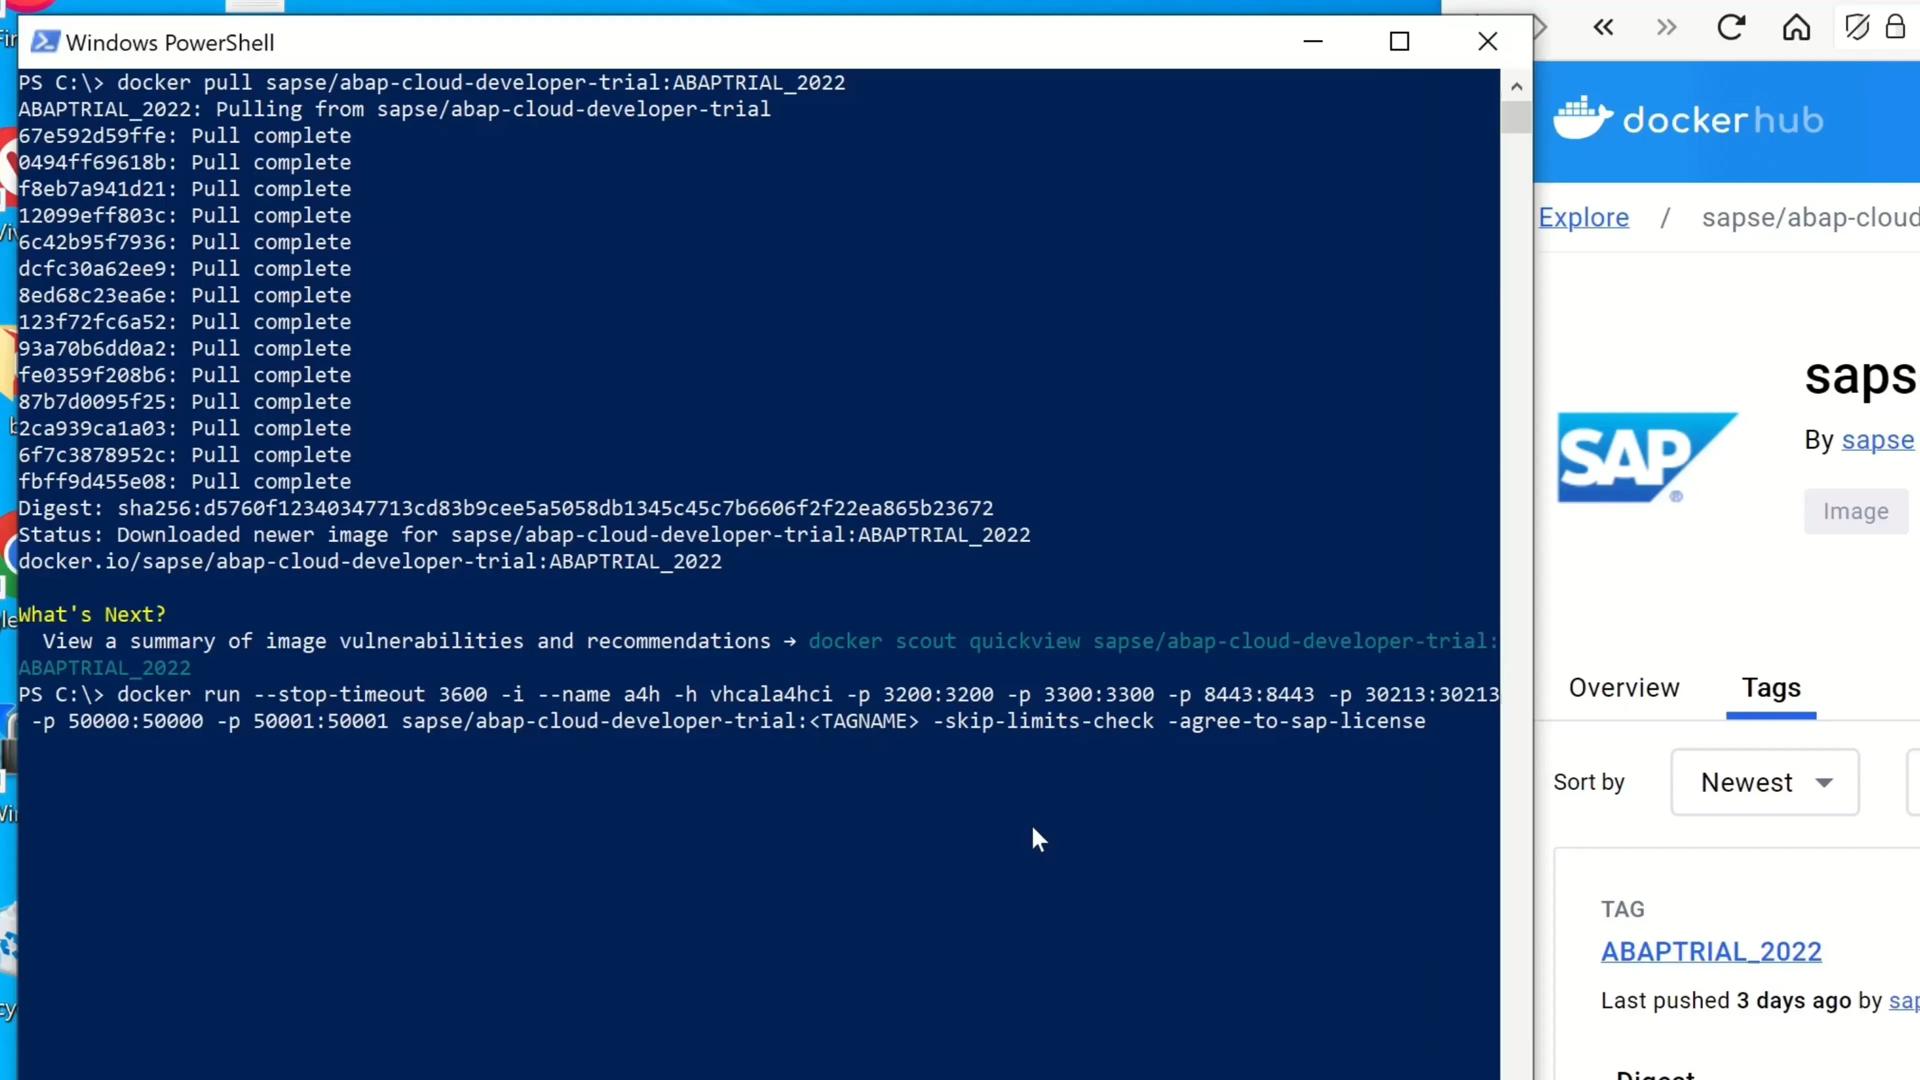 Windows PowerShell
PS C:\> docker pull sapse/abap-cloud-developer-trial:ABAPTRIAL_2022
ABAPTRIAL_2022: Pulling from sapse/abap-cloud-developer-trial
67e592d59ffe: Pull complete
0494ff69618b: Pull complete
f8eb7a941d21: Pull complete
12099eff803c: Pull complete
6c42b95f7936: Pull complete
dcfc30a62ee9: Pull complete
8ed68c23ea6e: Pull complete
123f72fc6a52: Pull complete
93a70b6dd0a2: Pull complete
fe0359f208b6: Pull complete
87b7d0095f25: Pull complete
2ca939ca1a03: Pull complete
6f7c3878952c: Pull complete
fbff9d455e08: Pull complete
Digest: sha256:d5760f12340347713cd83b9cee5a5058db1345c45c7b6606f2f22ea865b23672
Status: Downloaded newer image for sapse/abap-cloud-developer-trial:ABAPTRIAL_2022
docker.io/sapse/abap-cloud-developer-trial:ABAPTRIAL_2022
What's Next?
View a summary of image vulnerabilities and recommendations → docker scout quickview sapse/abap-cloud-developer-trial:
ABAPTRIAL_2022
PS C:\> docker run --stop-timeout 3600 -i --name a4h -h vhcala4hci -p 3200:3200 -p 3300:3300 -p 8443:8443 -p 30213:30213
-p 50000:50000 -p 50001:50001 sapse/abap-cloud-developer-trial:<TAGNAME> -skip-limits-check -agree-to-sap-license
dockerhub
Explore / sapse/abap-cloud
saps
SAP®
By sapse
Image
Overview Tags
Sort by Newest
TAG
ABAPTRIAL_2022
Last pushed 3 days ago by sap
Digest